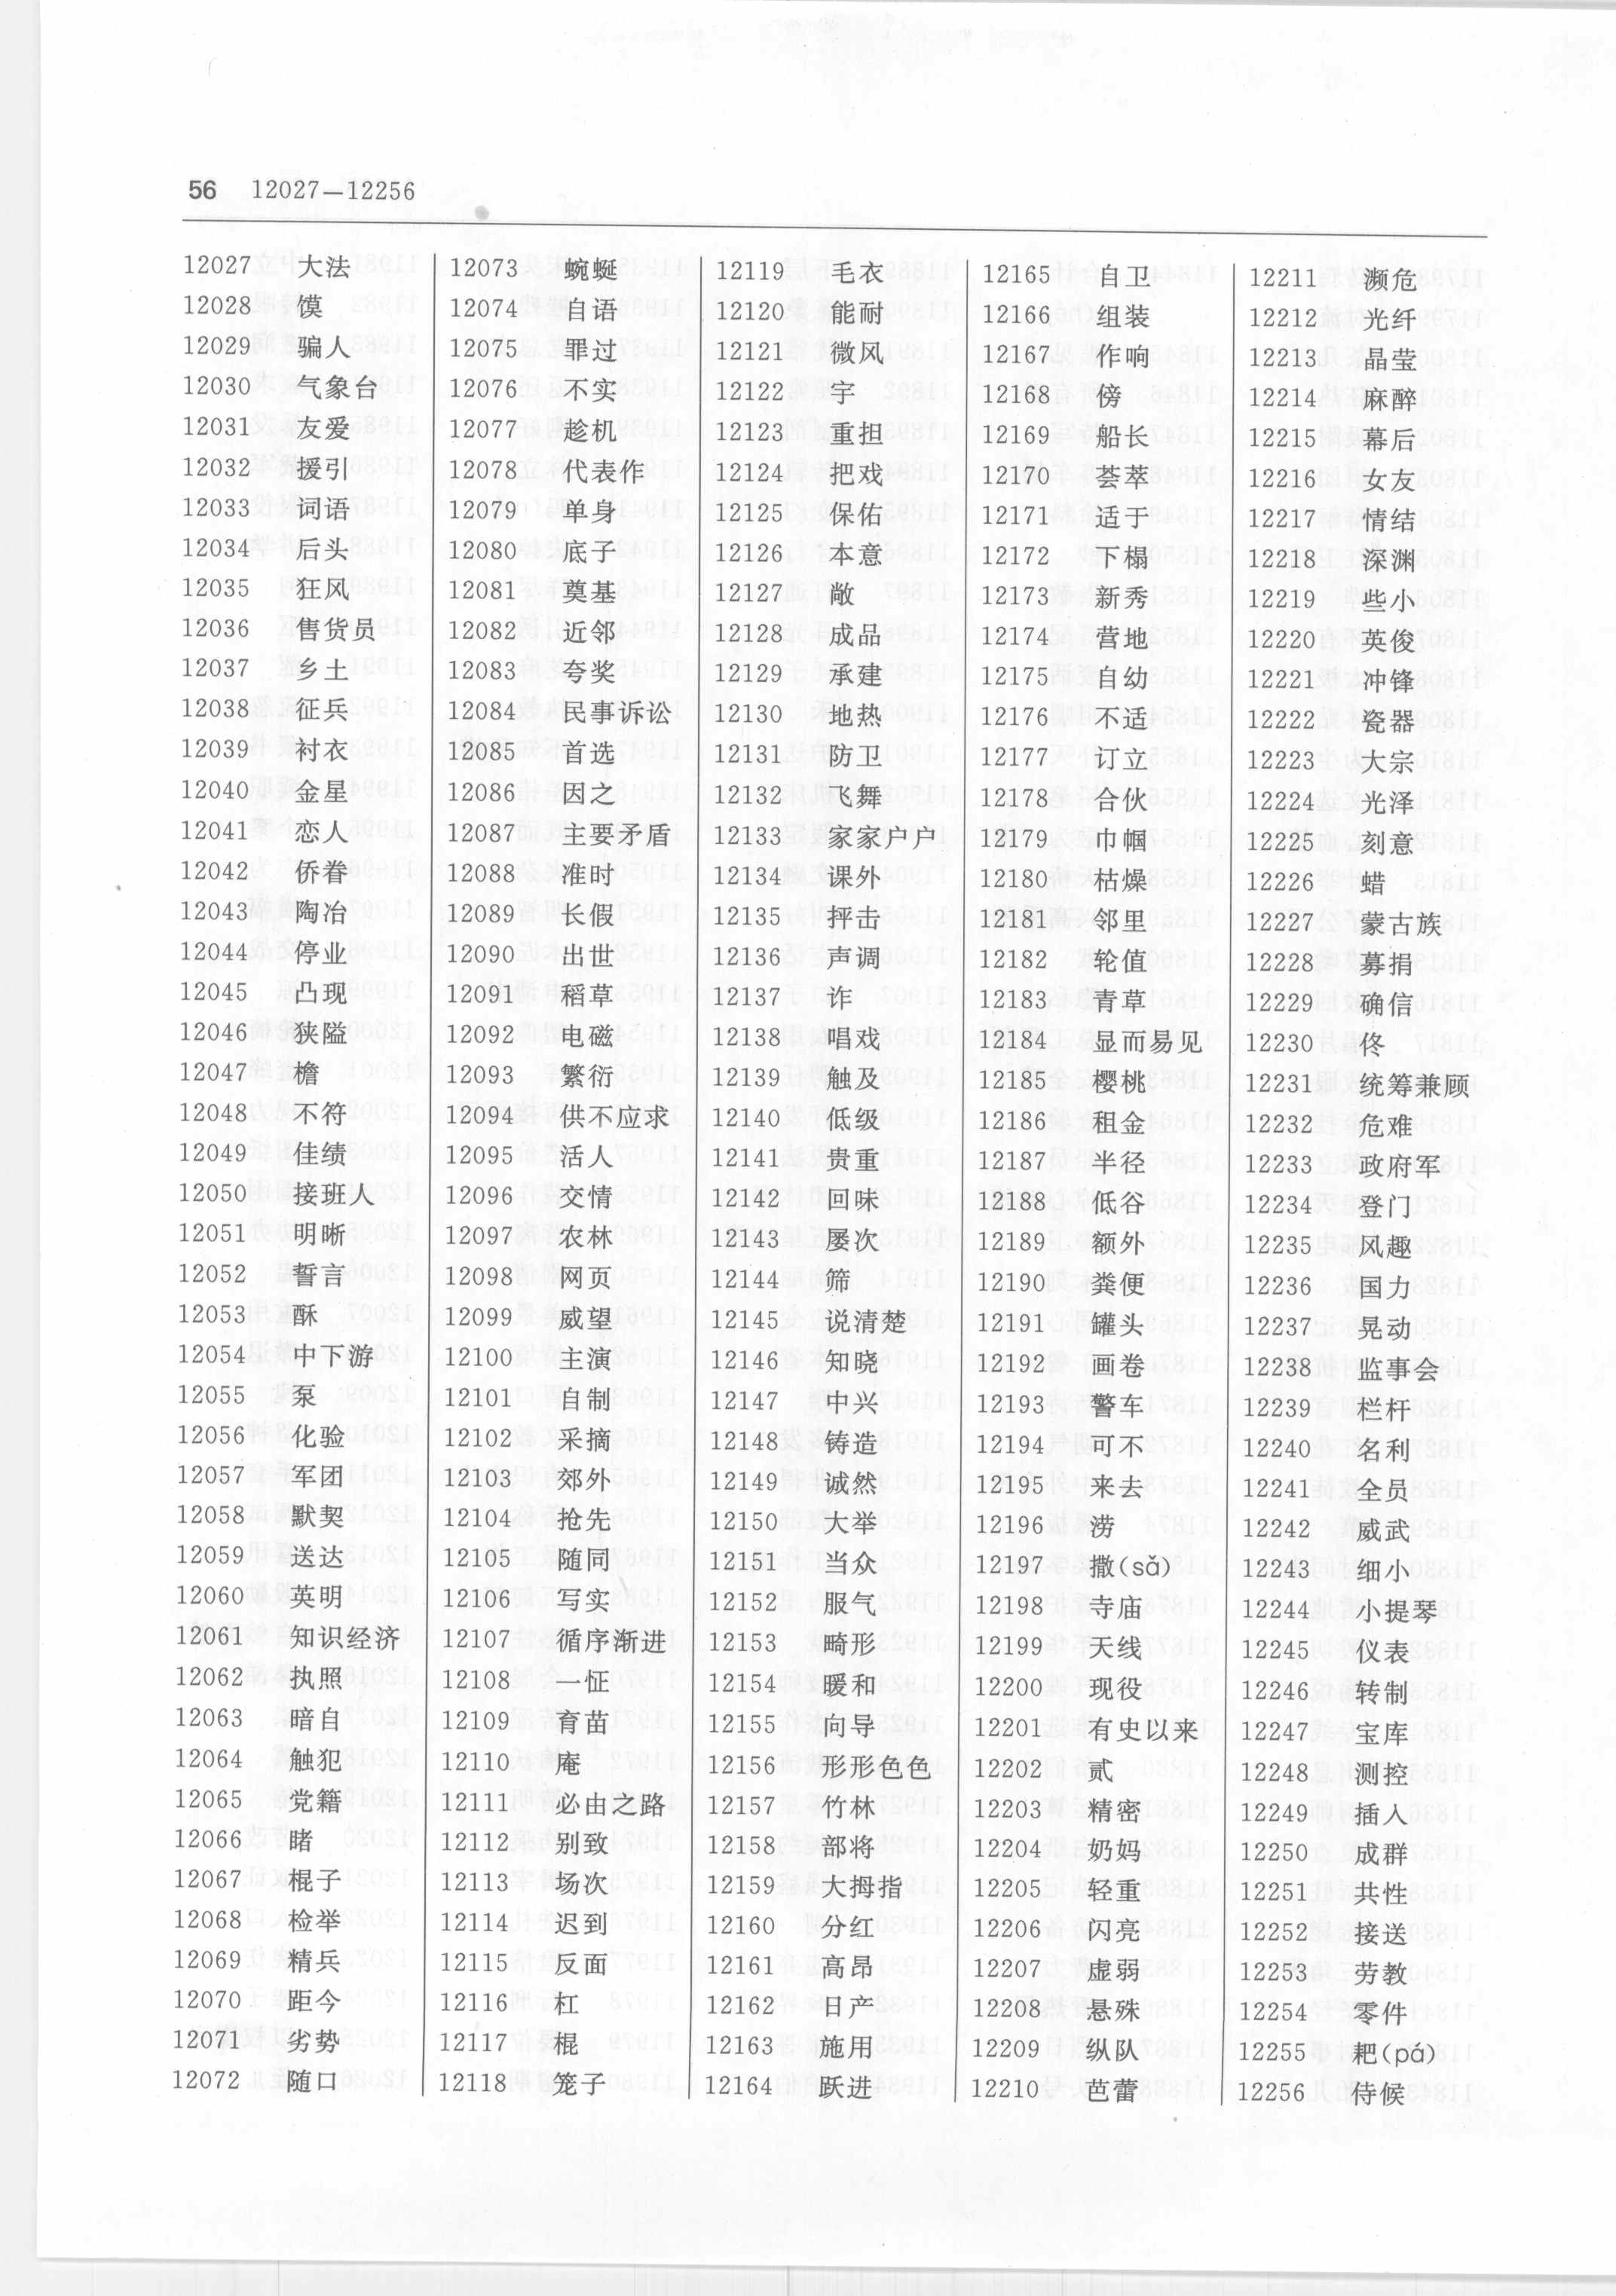 56 12027—12256
12027 大法
12028 馍
12029 骗人
12030 气象台
12031 友爱
12032 援引
12033 词语
12034 后头
12035 狂风
12036 售货员
12037 乡土
12038 征兵
12039 衬衣
12040 金星
12041 恋人
12042 侨眷
12043 陶冶
12044 停业
12045 凸现
12046 狭隘
12047 檐
12048 不符
12049 佳绩
12050 接班人
12051 明晰
12052 誓言
12053 酥
12054 中下游
12055 泵
12056 化验
12057 军团
12058 默契
12059 送达
12060 英明
12061 知识经济
12062 执照
12063 暗自
12064 触犯
12065 党籍
12066 睹
12067 棍子
12068 检举
12069 精兵
12070 距今
12071 劣势
12072 随口
12073 蜿蜒
12074 自语
12075 罪过
12076 不实
12077 趁机
12078 代表作
12079 单身
12080 底子
12081 奠基
12082 近邻
12083 夸奖
12084 民事诉讼
12085 首选
12086 因之
12087 主要矛盾
12088 准时
12089 长假
12090 出世
12091 稻草
12092 电磁
12093 繁衍
12094 供不应求
12095 活人
12096 交情
12097 农林
12098 网页
12099 威望
12100 主演
12101 自制
12102 采摘
12103 郊外
12104 抢先
12105 随同
12106 写实
12107 循序渐进
12108 一怔
12109 育苗
12110 庵
12111 必由之路
12112 别致
12113 场次
12114 迟到
12115 反面
12116 杠
12117 棍
12118 笼子
12119 毛衣
12120 能耐
12121 微风
12122 宇
12123 重担
12124 把戏
12125 保佑
12126 本意
12127 敞
12128 成品
12129 承建
12130 地热
12131 防卫
12132 飞舞
12133 家家户户
12134 课外
12135 抨击
12136 声调
12137 诈
12138 唱戏
12139 触及
12140 低级
12141 贵重
12142 回味
12143 屡次
12144 筛
12145 说清楚
12146 知晓
12147 中兴
12148 铸造
12149 诚然
12150 大举
12151 当众
12152 服气
12153 畸形
12154 暖和
12155 向导
12156 形形色色
12157 竹林
12158 部将
12159 大拇指
12160 分红
12161 高昂
12162 日产
12163 施用
12164 跃进
12165 自卫
12166 组装
12167 作响
12168 傍
12169 船长
12170 荟萃
12171 适于
12172 下榻
12173 新秀
12174 营地
12175 自幼
12176 不适
12177 订立
12178 合伙
12179 巾帼
12180 枯燥
12181 邻里
12182 轮值
12183 青草
12184 显而易见
12185 樱桃
12186 租金
12187 半径
12188 低谷
12189 额外
12190 粪便
12191 罐头
12192 画卷
12193 警车
12194 可不
12195 来去
12196 涝
12197 撒(sǎ)
12198 寺庙
12199 天线
12200 现役
12201 有史以来
12202 贰
12203 精密
12204 奶妈
12205 轻重
12206 闪亮
12207 虚弱
12208 悬殊
12209 纵队
12210 芭蕾
12211 濒危
12212 光纤
12213 晶莹
12214 麻醉
12215 幕后
12216 女友
12217 情结
12218 深渊
12219 些小
12220 英俊
12221 冲锋
12222 瓷器
12223 大宗
12224 光泽
12225 刻意
12226 蜡
12227 蒙古族
12228 募捐
12229 确信
12230 佟
12231 统筹兼顾
12232 危难
12233 政府军
12234 登门
12235 风趣
12236 国力
12237 晃动
12238 监事会
12239 栏杆
12240 名利
12241 全员
12242 威武
12243 细小
12244 小提琴
12245 仪表
12246 转制
12247 宝库
12248 测控
12249 插入
12250 成群
12251 共性
12252 接送
12253 劳教
12254 零件
12255 耙(pá)
12256 侍候